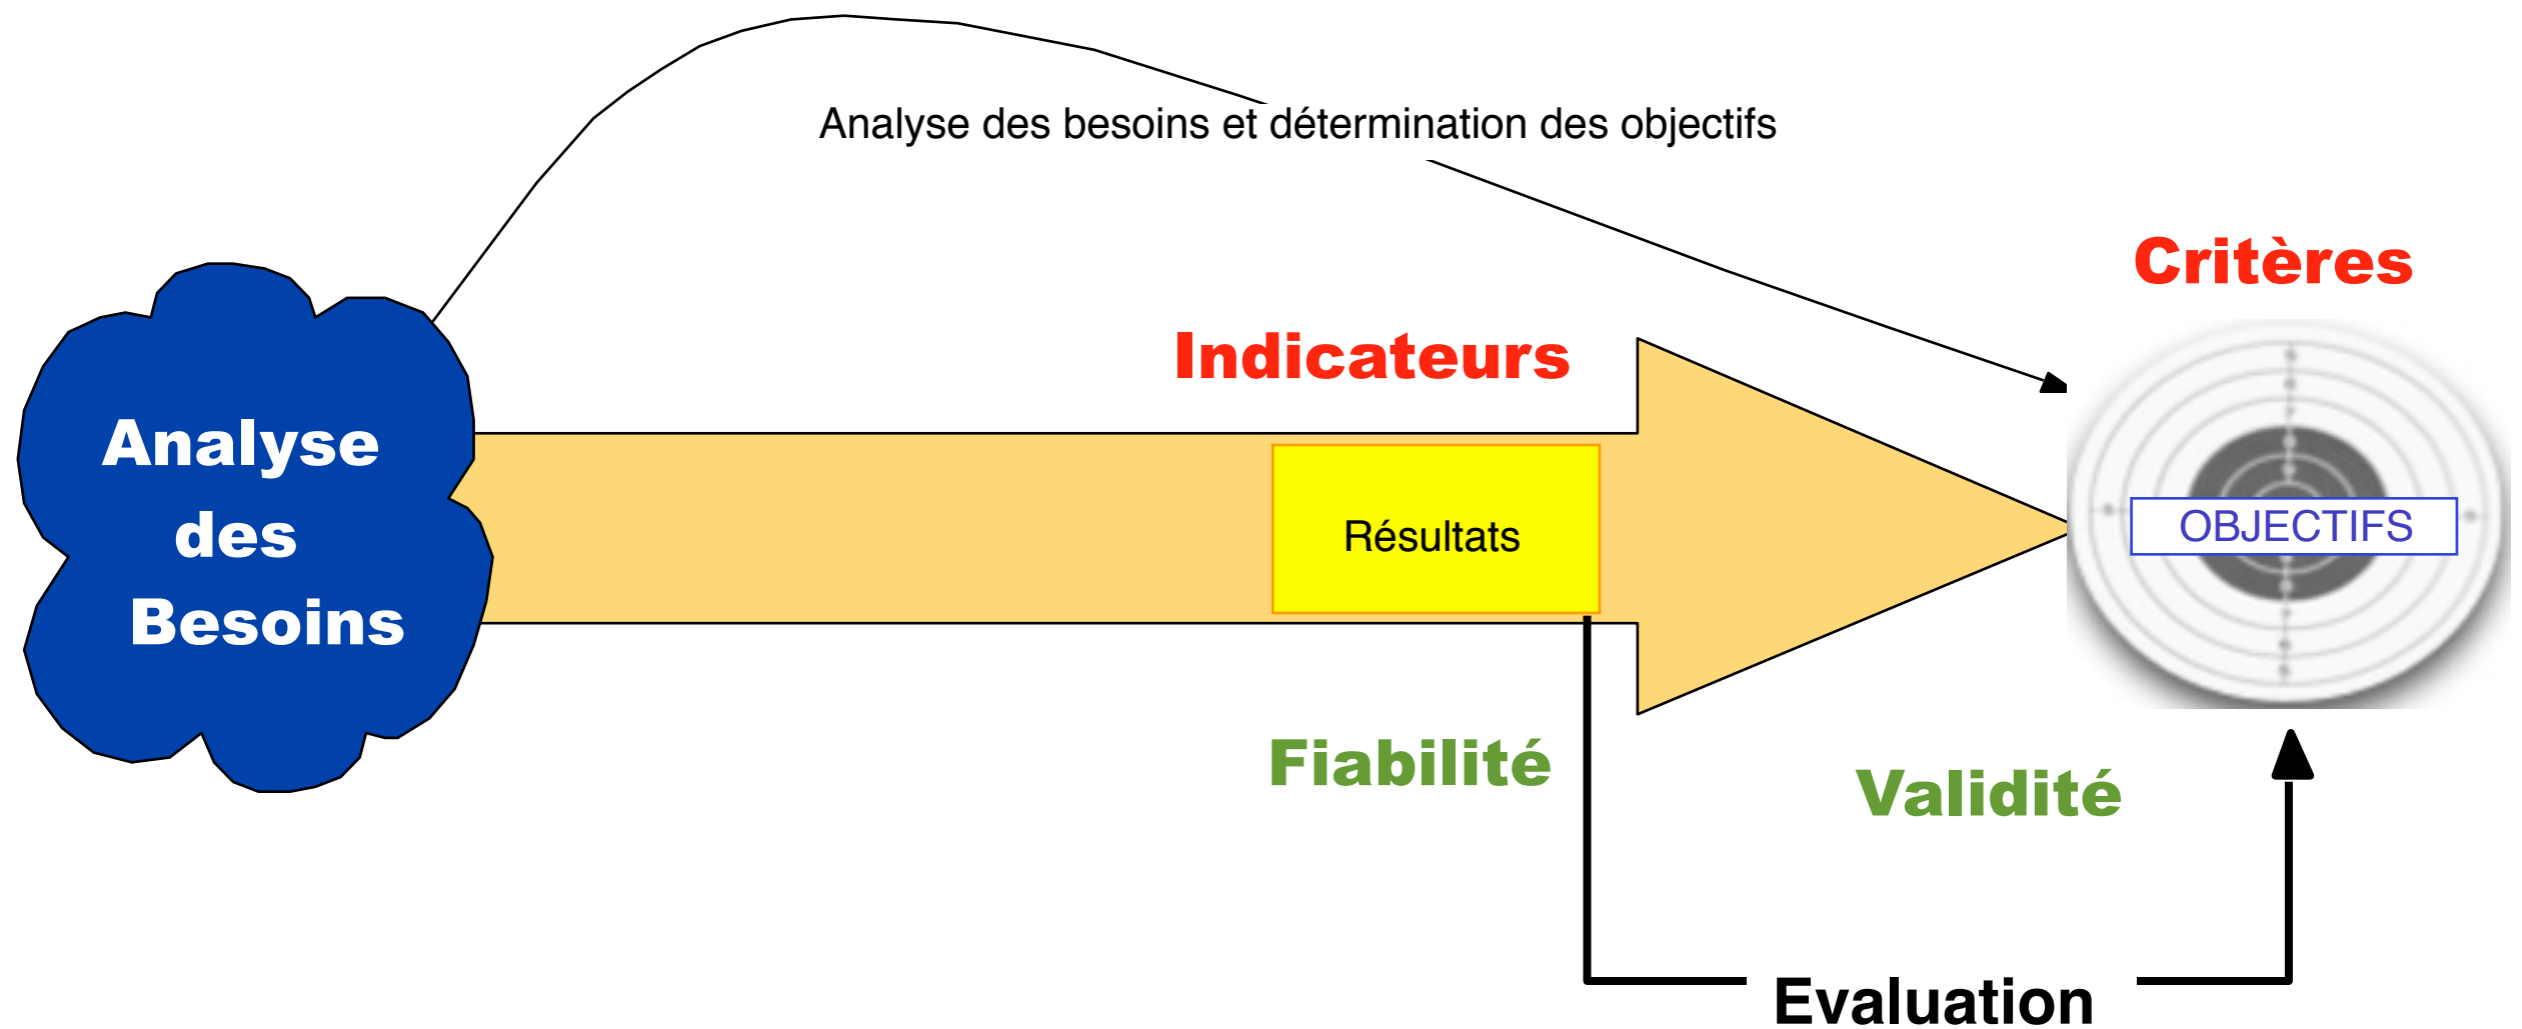 Analyse des besoins et détermination des objectifs
Critères
Indicateurs
Analyse
des
Besoins
Résultats
OBJECTIFS
Fiabilité
Validité
Evaluation